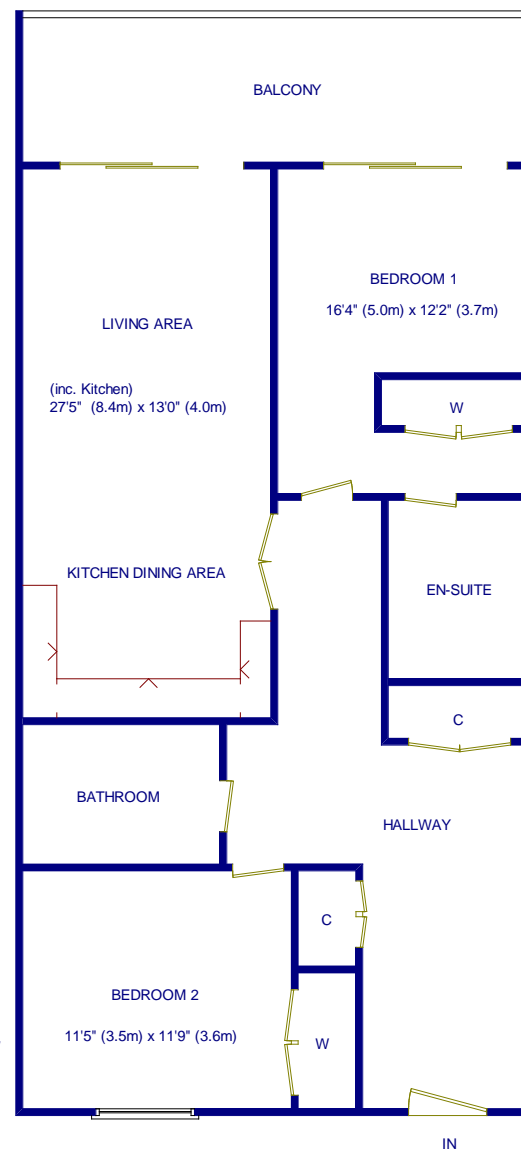 BALCONY
BEDROOM 1
16'4" (5.0m) x 12'2" (3.7m)
LIVING AREA
(inc. Kitchen)
27'5" (8.4m) x 13'0" (4.0m)
W
KITCHEN DINING AREA
EN-SUITE
C
BATHROOM
HALLWAY
C
BEDROOM 2
11'5" (3.5m) x 11'9" (3.6m)
W
IN